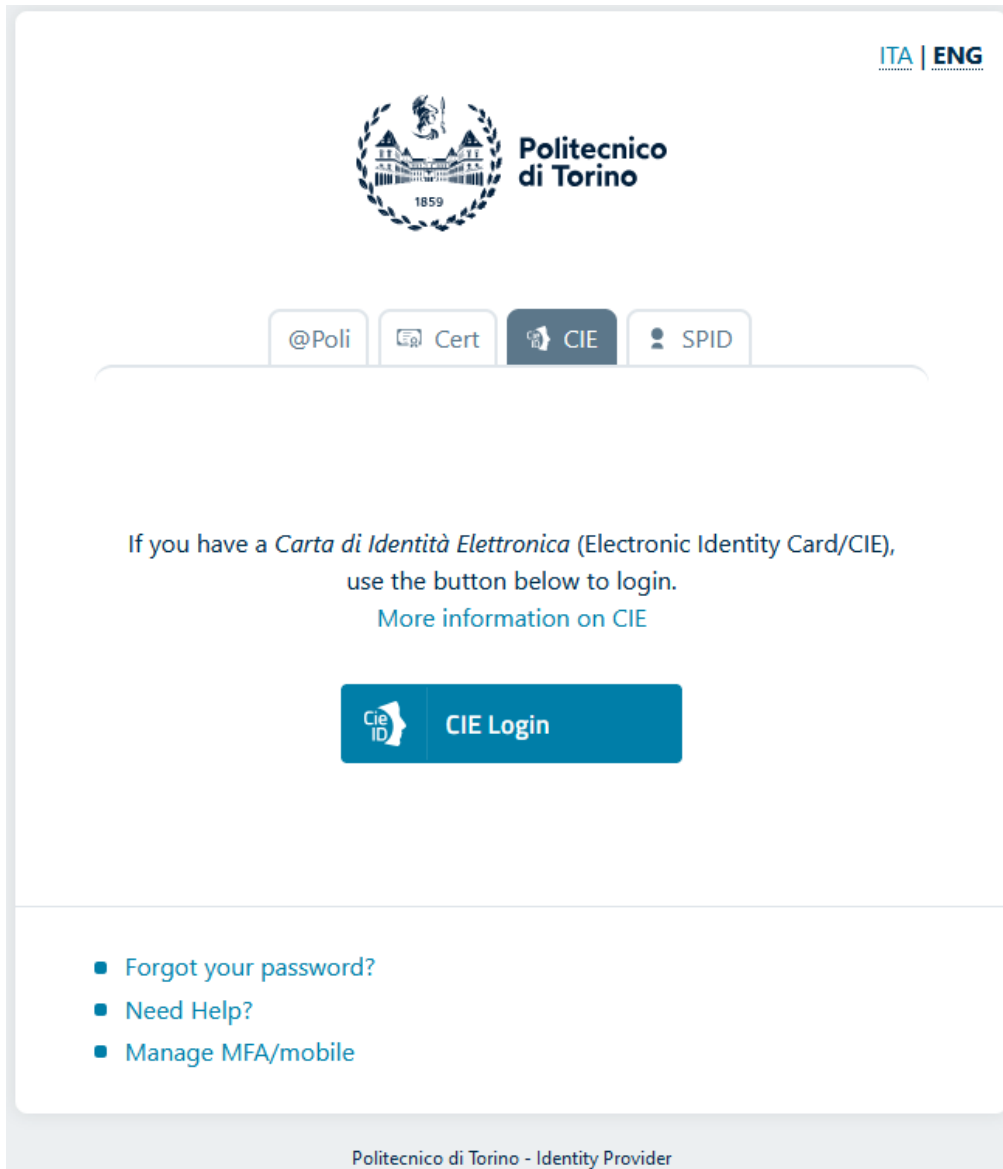 ITA | ENG
Politecnico
di Torino
1859
@Poli Cert CIE SPID
If you have a Carta di Identità Elettronica (Electronic Identity Card/CIE),
use the button below to login.
More information on CIE
Cie
ID
CIE Login
Forgot your password?
Need Help?
Manage MFA/mobile
Politecnico di Torino - Identity Provider